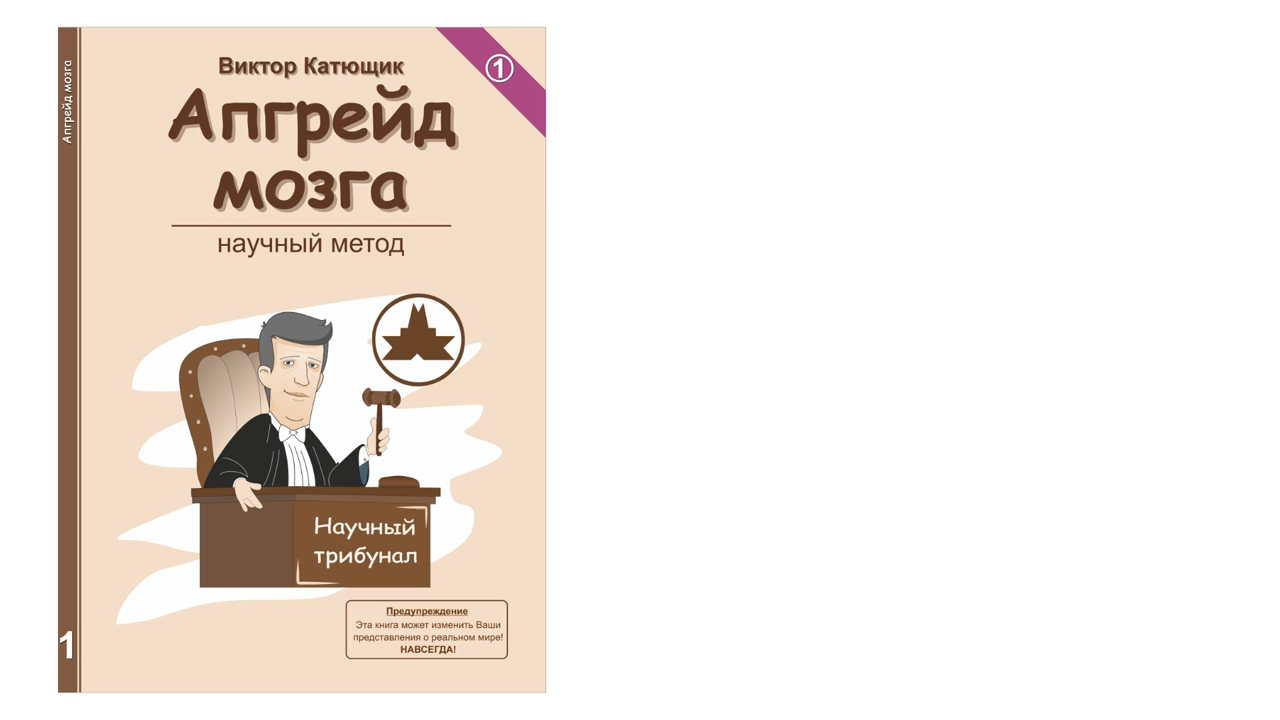 Апгрейд мозга
Виктор Катющик
1
Апгрейд
мозга
научный метод
Научный
трибунал
Предупреждение
Эта книга может изменить Ваши
представления о реальном мире!
НАВСЕГДА!
1